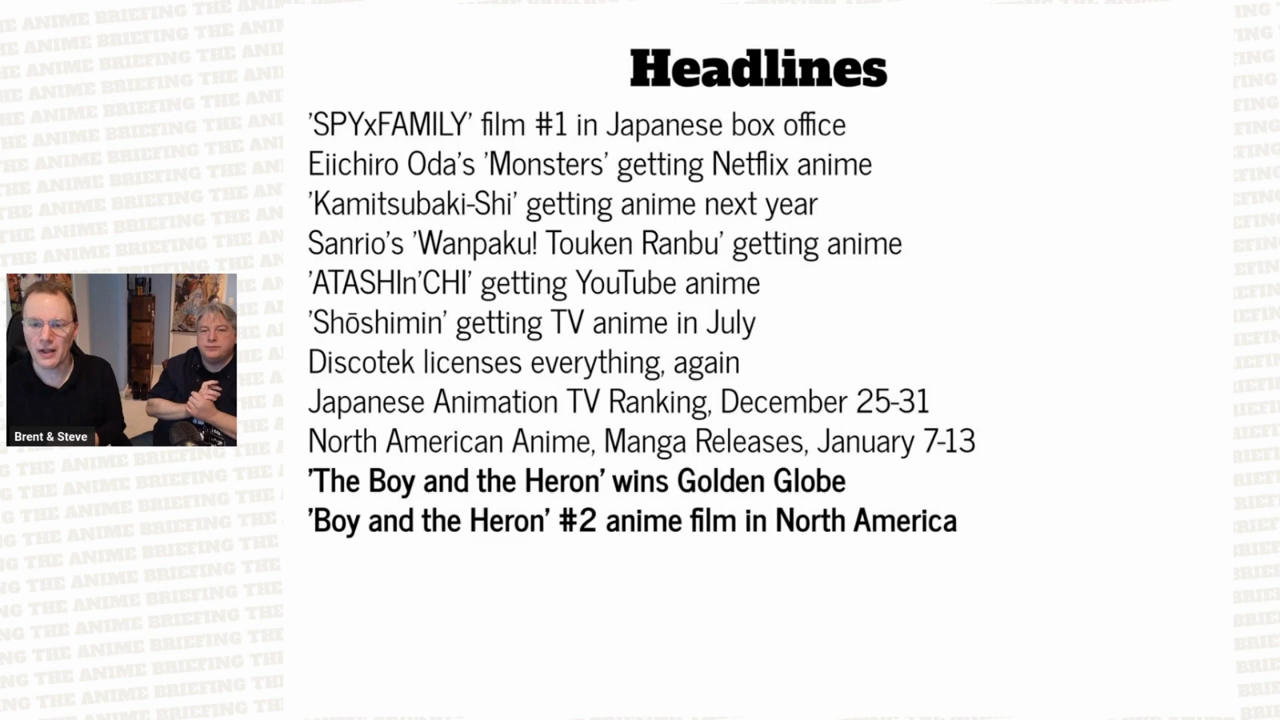 Headlines
'SPYxFAMILY' film #1 in Japanese box office
Eiichiro Oda's 'Monsters' getting Netflix anime
'Kamitsubaki-Shi' getting anime next year
Sanrio's 'Wanpaku! Touken Ranbu' getting anime
'ATASHIn'CHI' getting YouTube anime
'Shōshimin' getting TV anime in July
Discotek licenses everything, again
Japanese Animation TV Ranking, December 25-31
North American Anime, Manga Releases, January 7-13
'The Boy and the Heron' wins Golden Globe
'Boy and the Heron' #2 anime film in North America
Brent & Steve
THE ANIME BRIEFING